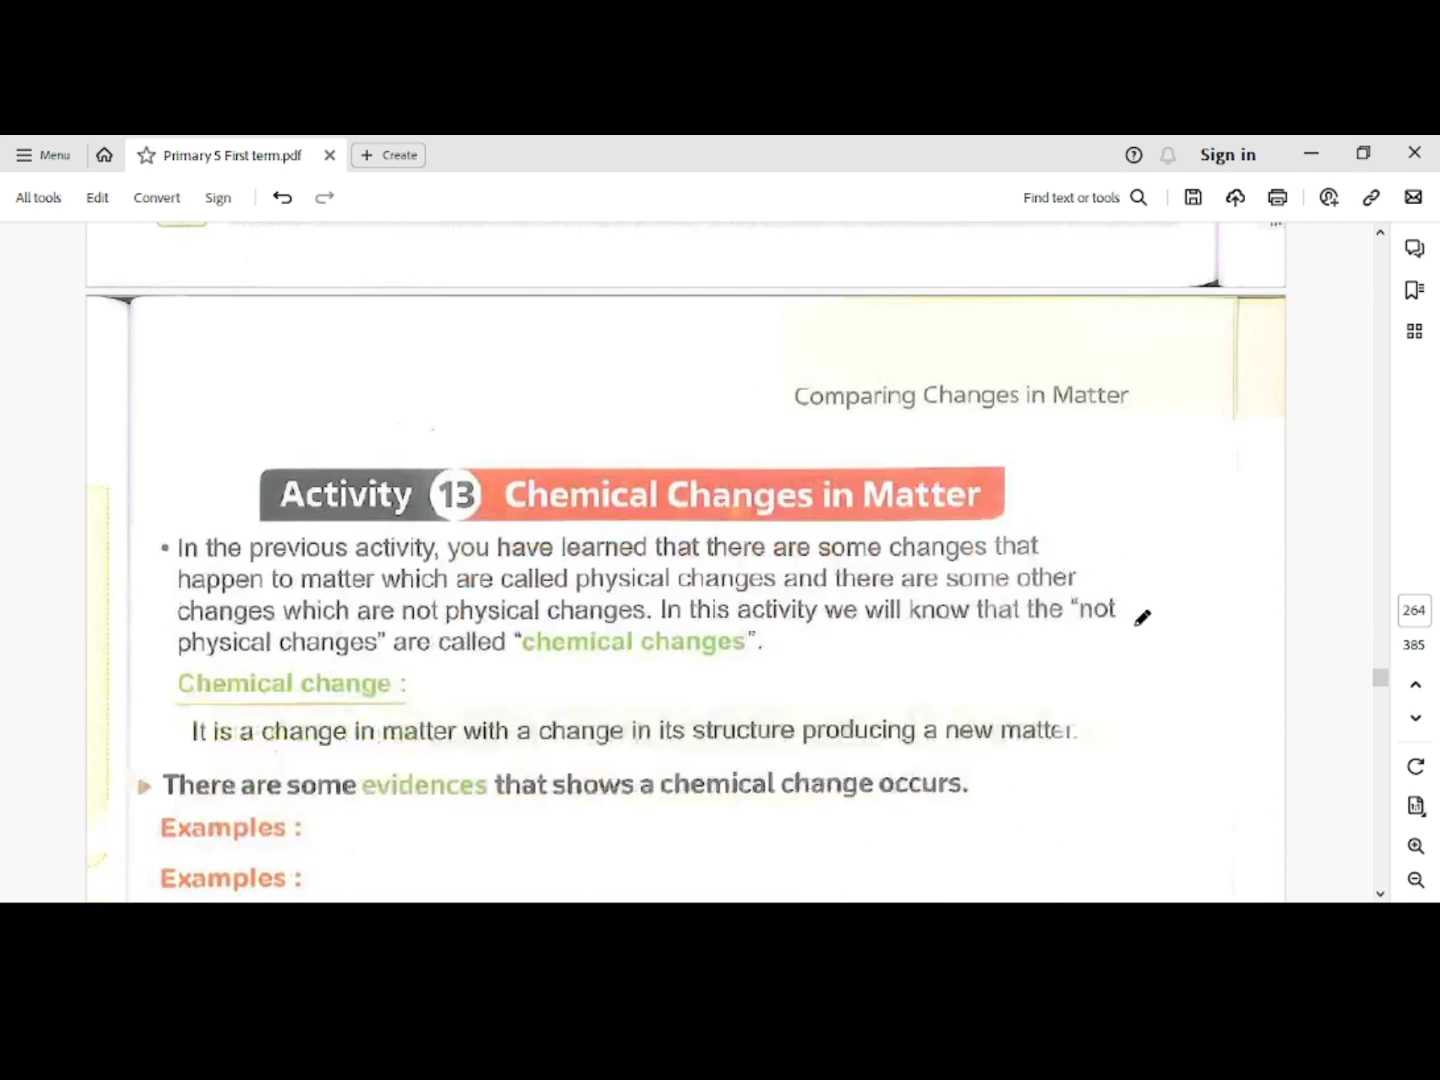 Menu
Primary 5 First term.pdf
Create
Sign in
All tools
Edit
Convert
Sign
Find text or tools
Comparing Changes in Matter
Activity 13 Chemical Changes in Matter
• In the previous activity, you have learned that there are some changes that
happen to matter which are called physical changes and there are some other
changes which are not physical changes. In this activity we will know that the “not
physical changes” are called “chemical changes”.
Chemical change :
It is a change in matter with a change in its structure producing a new matter.
There are some evidences that shows a chemical change occurs.
Examples :
Examples :
264
385